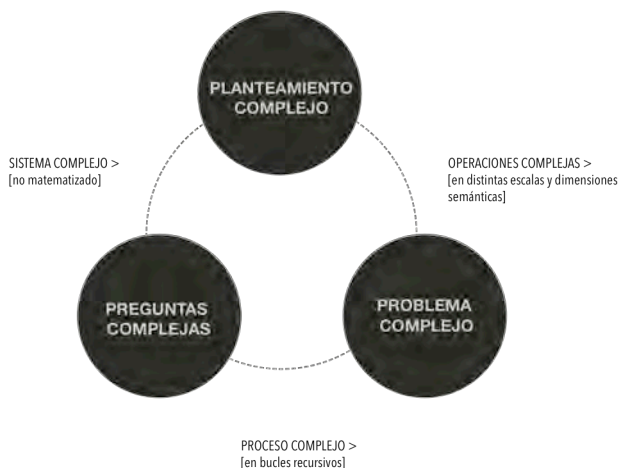 PLANTEAMIENTO
COMPLEJO
SISTEMA COMPLEJO >
[no matematizado]
OPERACIONES COMPLEJAS >
[en distintas escalas y dimensiones
semánticas]
PREGUNTAS
COMPLEJAS
PROBLEMA
COMPLEJO
PROCESO COMPLEJO >
[en bucles recursivos]